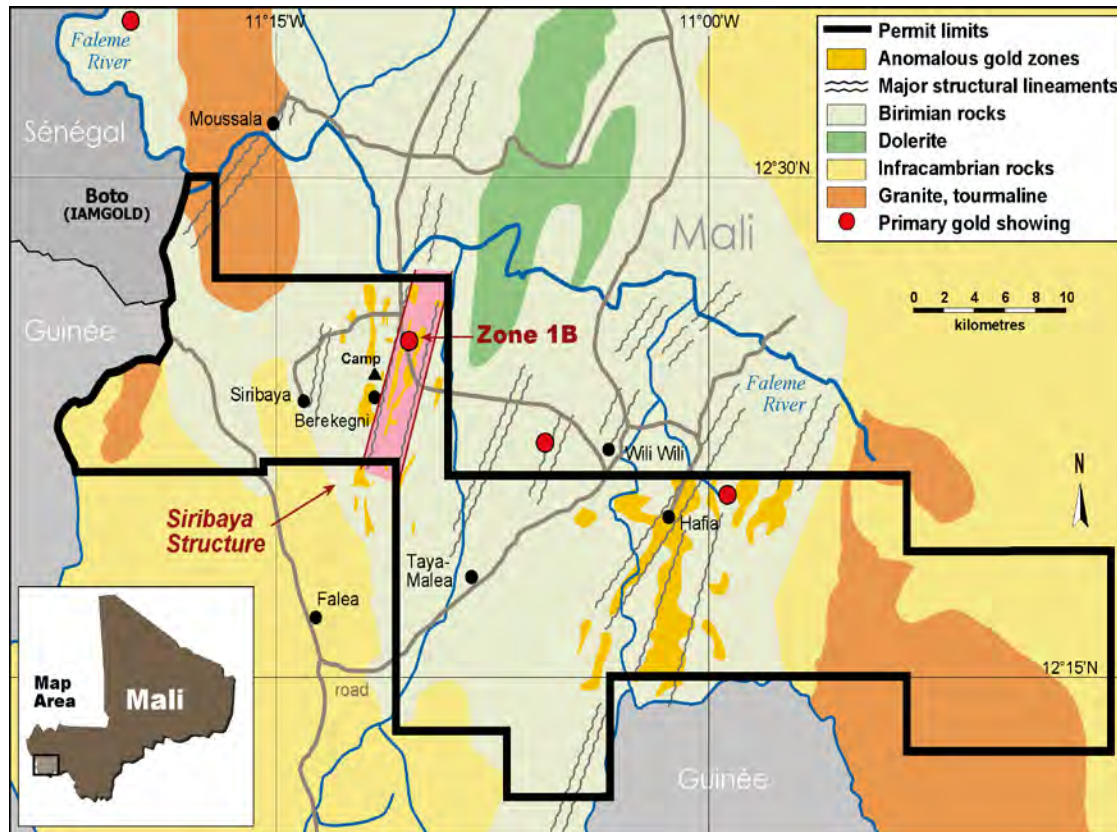 11°15'W
11°00'W
Faleme
River
Moussala
Sénégal
12°30'N
Boto
(IAMGOLD)
Mali
Guinée
Permit limits
Anomalous gold zones
Major structural lineaments
Birimian rocks
Dolerite
Infracambrian rocks
Granite, tourmaline
Primary gold showing
0 2 4 6 8 10
kilometres
Zone 1B
Camp
Siribaya
Berekegni
Faleme
River
Wili Wili
N
Siribaya
Structure
Hafia
Taya-
Malea
Falea
12°15'N
road
Map
Area
Mali
Guinée